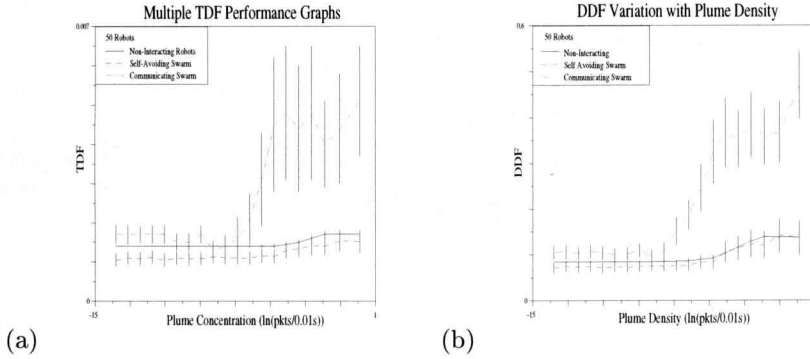 Multiple TDF Performance Graphs
0.007
50 Robots
Non-Interacting Robots
Self-Avoiding Swarm
Communicating Swarm
TDF
0
-15
1
Plume Concentration (ln(pkts/0.01s))
(a)
DDF Variation with Plume Density
0.6
50 Robots
Non-Interacting
Self Avoiding Swarm
Communicating Swarm
DDF
0
-15
Plume Density (ln(pkts/0.01s))
(b)